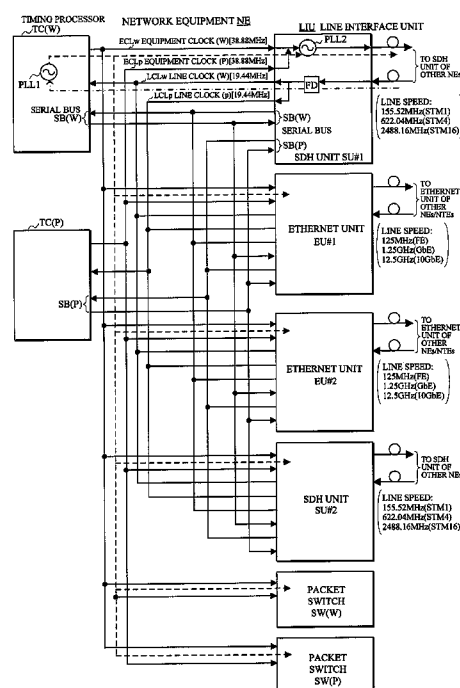 TIMING PROCESSOR
TC(W)
NETWORK EQUIPMENT NE
LIU LINE INTERFACE UNIT
ECLw EQUIPMENT CLOCK (W)[38.88MHz]
PLL2
ECLp EQUIPMENT CLOCK (P)[38.88MHz]
PLL1
LCLw LINE CLOCK (W)[19.44MHz]
FD
LCLp LINE CLOCK (p)[19.44MHz]
TO SDH
UNIT OF
OTHER NEs
SERIAL BUS
SB(W)
SB(W)
SERIAL BUS
SB(P)
SDH UNIT SU#1
LINE SPEED:
155.52MHz(STM1)
622.04MHz(STM4)
2488.16MHz(STM16)
ETHERNET UNIT
EU#1
TO
ETHERNET
UNIT OF
OTHER
NEs/NTEs
LINE SPEED:
125MHz(FE)
1.25GHz(GbE)
12.5GHz(10GbE)
TC(P)
SB(P)
ETHERNET UNIT
EU#2
TO
ETHERNET
UNIT OF
OTHER
NEs/NTEs
LINE SPEED:
125MHz(FE)
1.25GHz(GbE)
12.5GHz(10GbE)
SDH UNIT
SU#2
TO SDH
UNIT OF
OTHER NEs
LINE SPEED:
155.52MHz(STM1)
622.04MHz(STM4)
2488.16MHz(STM16)
PACKET
SWITCH
SW(W)
PACKET
SWITCH
SW(P)